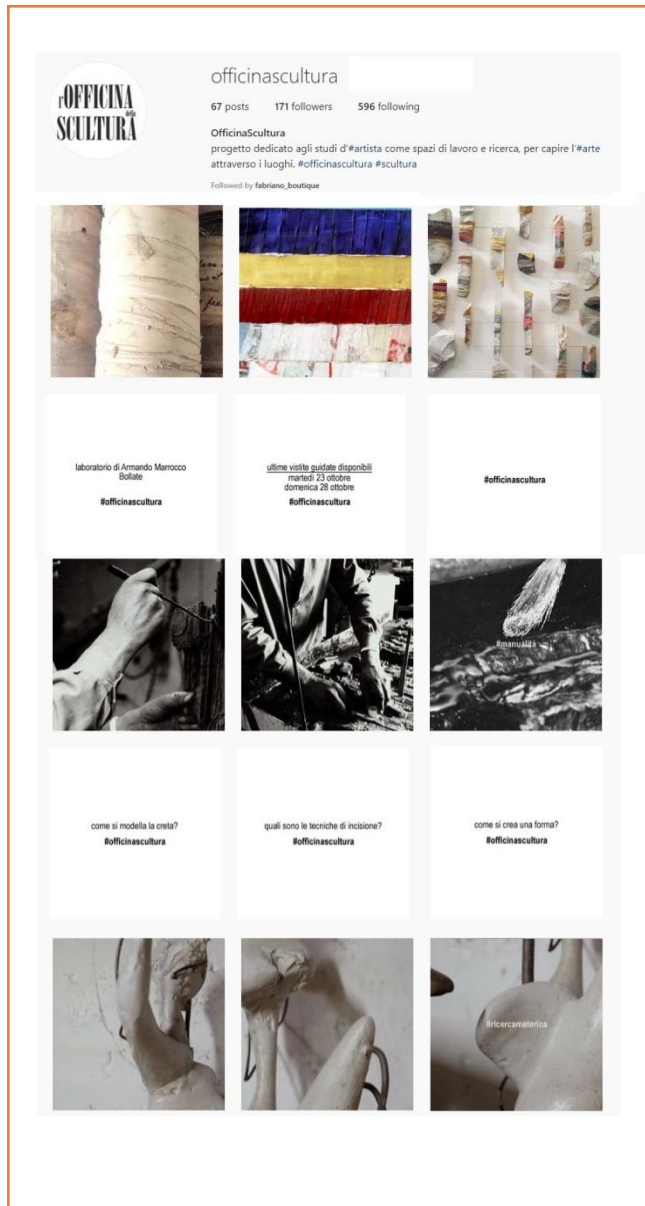 l'OFFICINA
della
SCULTURA
officinascultura
67 posts 171 followers 596 following
OfficinaScultura
progetto dedicato agli studi d'#artista come spazi di lavoro e ricerca, per capire l'#arte
attraverso i luoghi. #officinascultura #scultura
Followed by fabriano_boutique
laboratorio di Armando Marrocco
Bollate
#officinascultura
ultime vistite guidate disponibili
martedì 23 ottobre
domenica 28 ottobre
#officinascultura
#officinascultura
#manualità
come si modella la creta?
#officinascultura
quali sono le tecniche di incisione?
#officinascultura
come si crea una forma?
#officinascultura
#ricercamaterica